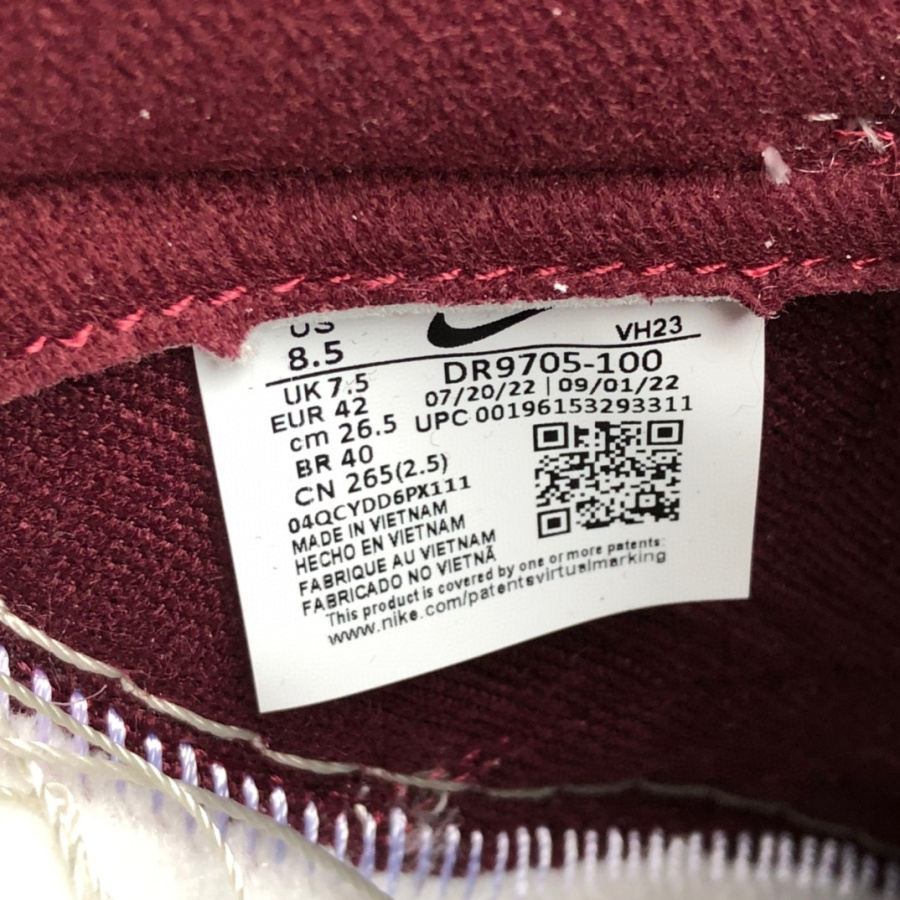 US
8.5
VH23
UK 7.5
DR9705-100
EUR 42
07/20/22 | 09/01/22
cm 26.5
UPC 00196153293311
BR 40
CN 265(2.5)
04QCYDD6PX111
MADE IN VIETNAM
HECHO EN VIETNAM
FABRIQUE AU VIETNAM
FABRICADO NO VIETNÃ
This product is covered by one or more patents:
www.nike.com/patentsvirtualmarking